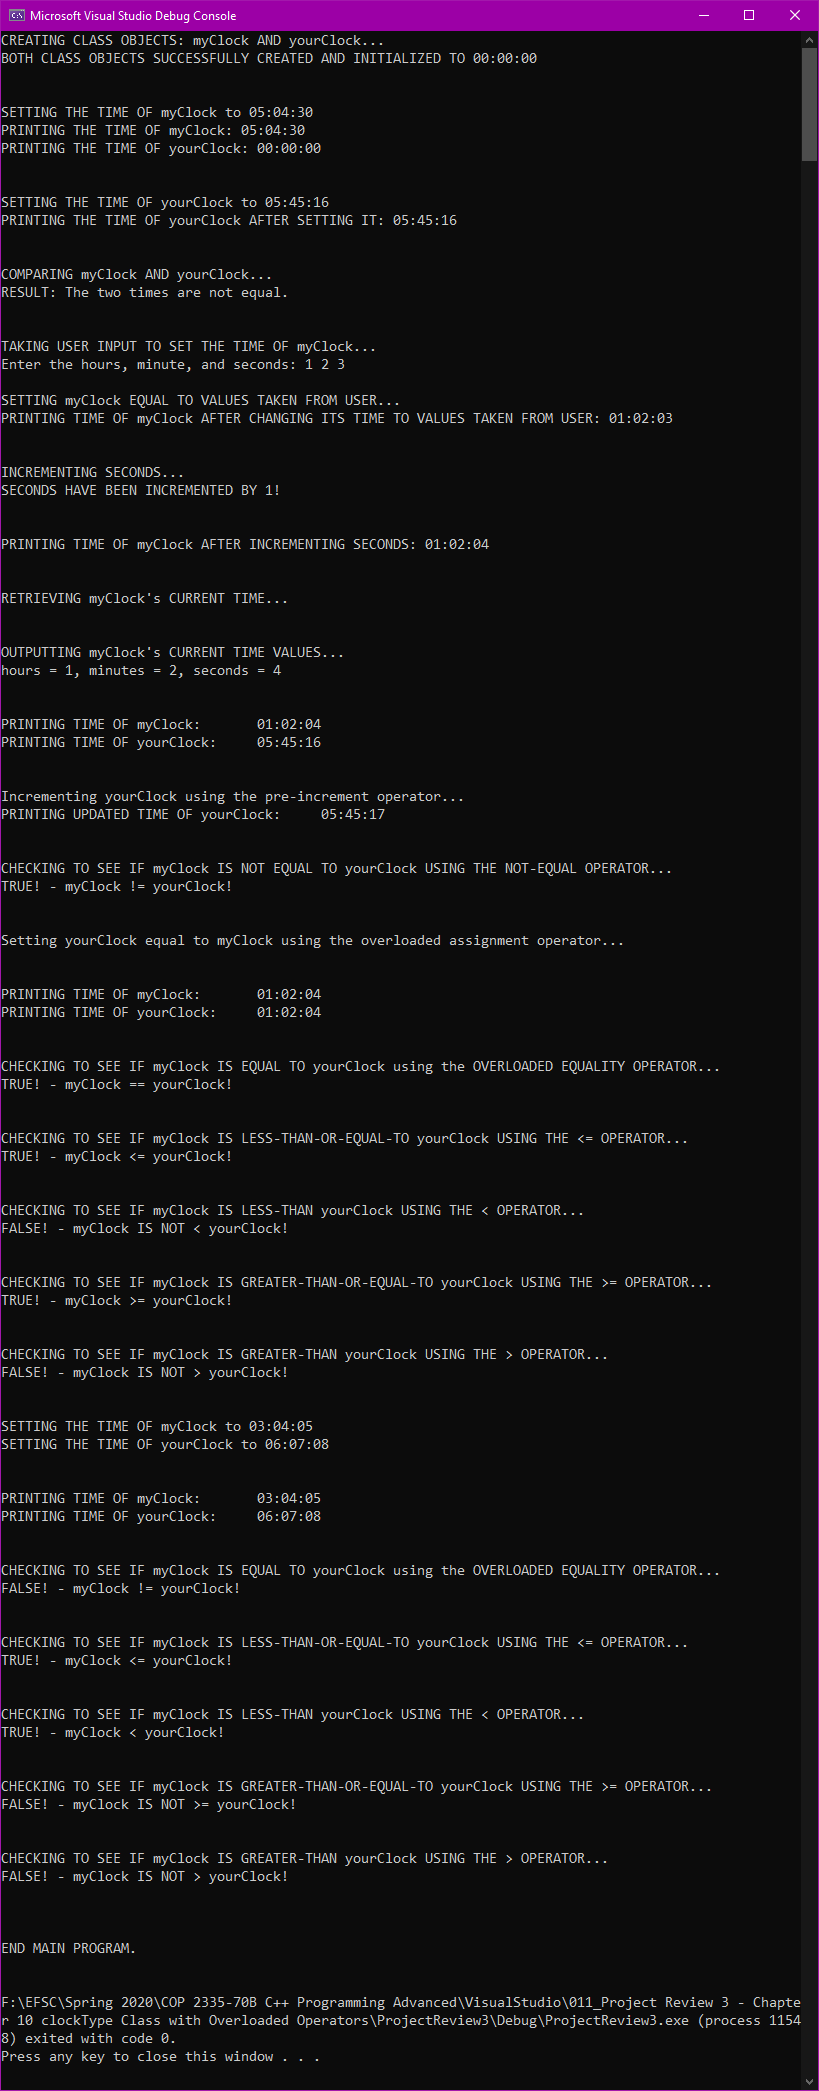 Microsoft Visual Studio Debug Console
CREATING CLASS OBJECTS: myClock AND yourClock...
BOTH CLASS OBJECTS SUCCESSFULLY CREATED AND INITIALIZED TO 00:00:00
SETTING THE TIME OF myClock to 05:04:30
PRINTING THE TIME OF myClock: 05:04:30
PRINTING THE TIME OF yourClock: 00:00:00
SETTING THE TIME OF yourClock to 05:45:16
PRINTING THE TIME OF yourClock AFTER SETTING IT: 05:45:16
COMPARING myClock AND yourClock...
RESULT: The two times are not equal.
TAKING USER INPUT TO SET THE TIME OF myClock...
Enter the hours, minute, and seconds: 1 2 3
SETTING myClock EQUAL TO VALUES TAKEN FROM USER...
PRINTING TIME OF myClock AFTER CHANGING ITS TIME TO VALUES TAKEN FROM USER: 01:02:03
INCREMENTING SECONDS...
SECONDS HAVE BEEN INCREMENTED BY 1!
PRINTING TIME OF myClock AFTER INCREMENTING SECONDS: 01:02:04
RETRIEVING myClock's CURRENT TIME...
OUTPUTTING myClock's CURRENT TIME VALUES...
hours = 1, minutes = 2, seconds = 4
PRINTING TIME OF myClock:       01:02:04
PRINTING TIME OF yourClock:     05:45:16
Incrementing yourClock using the pre-increment operator...
PRINTING UPDATED TIME OF yourClock:     05:45:17
CHECKING TO SEE IF myClock IS NOT EQUAL TO yourClock USING THE NOT-EQUAL OPERATOR...
TRUE! - myClock != yourClock!
Setting yourClock equal to myClock using the overloaded assignment operator...
PRINTING TIME OF myClock:       01:02:04
PRINTING TIME OF yourClock:     01:02:04
CHECKING TO SEE IF myClock IS EQUAL TO yourClock using the OVERLOADED EQUALITY OPERATOR...
TRUE! - myClock == yourClock!
CHECKING TO SEE IF myClock IS LESS-THAN-OR-EQUAL-TO yourClock USING THE <= OPERATOR...
TRUE! - myClock <= yourClock!
CHECKING TO SEE IF myClock IS LESS-THAN yourClock USING THE < OPERATOR...
FALSE! - myClock IS NOT < yourClock!
CHECKING TO SEE IF myClock IS GREATER-THAN-OR-EQUAL-TO yourClock USING THE >= OPERATOR...
TRUE! - myClock >= yourClock!
CHECKING TO SEE IF myClock IS GREATER-THAN yourClock USING THE > OPERATOR...
FALSE! - myClock IS NOT > yourClock!
SETTING THE TIME OF myClock to 03:04:05
SETTING THE TIME OF yourClock to 06:07:08
PRINTING TIME OF myClock:       03:04:05
PRINTING TIME OF yourClock:     06:07:08
CHECKING TO SEE IF myClock IS EQUAL TO yourClock using the OVERLOADED EQUALITY OPERATOR...
FALSE! - myClock != yourClock!
CHECKING TO SEE IF myClock IS LESS-THAN-OR-EQUAL-TO yourClock USING THE <= OPERATOR...
TRUE! - myClock <= yourClock!
CHECKING TO SEE IF myClock IS LESS-THAN yourClock USING THE < OPERATOR...
TRUE! - myClock < yourClock!
CHECKING TO SEE IF myClock IS GREATER-THAN-OR-EQUAL-TO yourClock USING THE >= OPERATOR...
FALSE! - myClock IS NOT >= yourClock!
CHECKING TO SEE IF myClock IS GREATER-THAN yourClock USING THE > OPERATOR...
FALSE! - myClock IS NOT > yourClock!
END MAIN PROGRAM.
F:\EFSC\Spring 2020\COP 2335-70B C++ Programming Advanced\VisualStudio\011_Project Review 3 - Chapte
r 10 clockType Class with Overloaded Operators\ProjectReview3\Debug\ProjectReview3.exe (process 1154
8) exited with code 0.
Press any key to close this window . . .